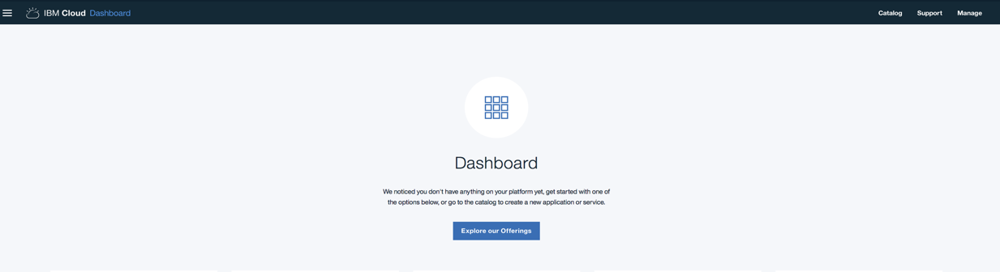 IBM Cloud Dashboard
Catalog Support Manage
Dashboard
We noticed you don't have anything on your platform yet, get started with one of
the options below, or go to the catalog to create a new application or service.
Explore our Offerings